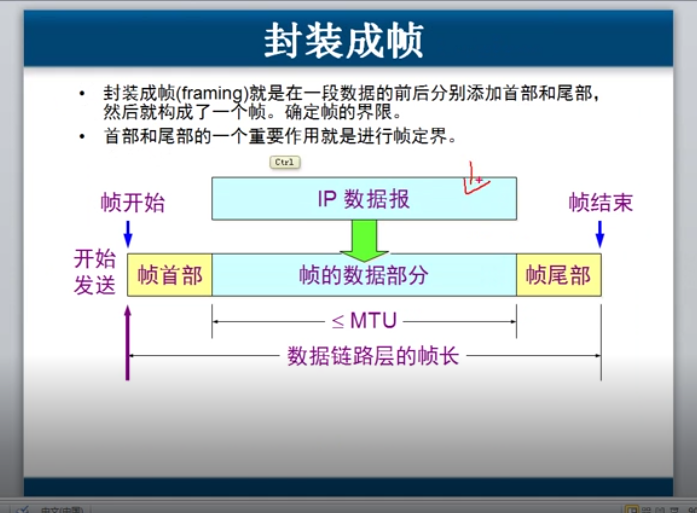 封装成帧
• 封装成帧(framing)就是在一段数据的前后分别添加首部和尾部，
然后就构成了一个帧。确定帧的界限。
• 首部和尾部的一个重要作用就是进行帧定界。
Ctrl
IP 数据报
帧开始
帧结束
开始
发送
帧首部
帧的数据部分
帧尾部
≤ MTU
数据链路层的帧长
中文(中国)